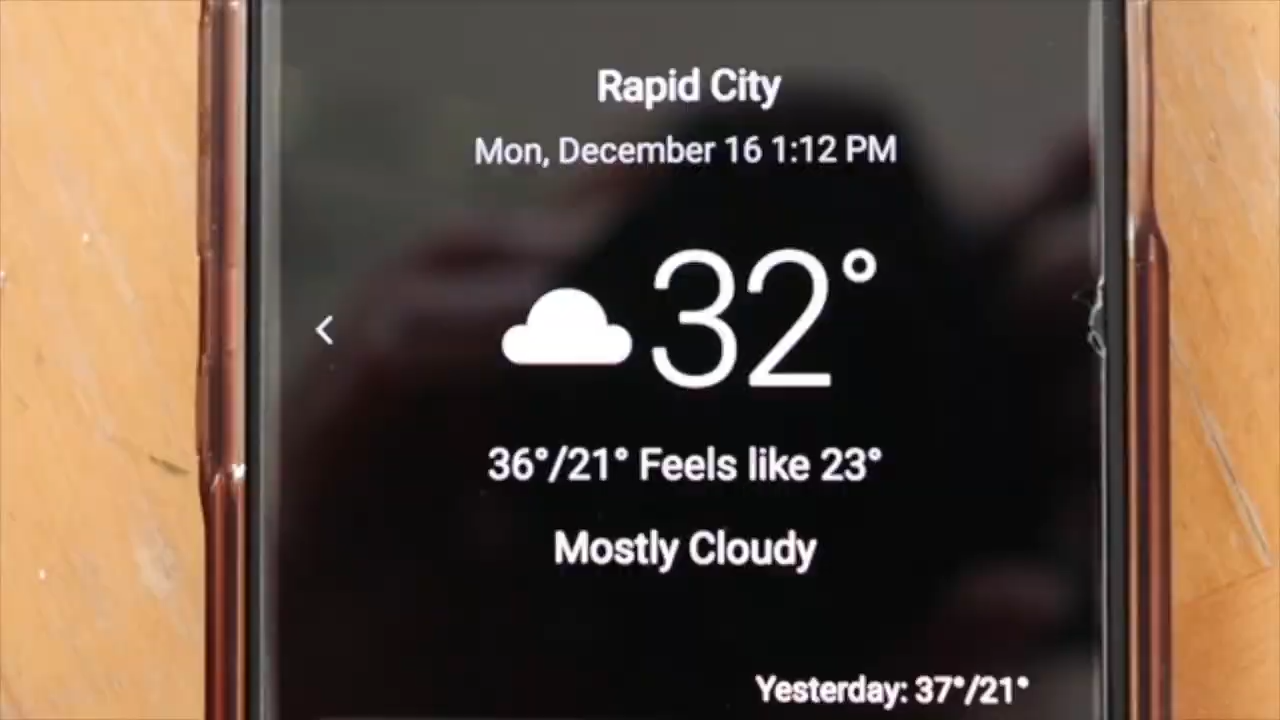 Rapid City
Mon, December 16 1:12 PM
32°
36°/21° Feels like 23°
Mostly Cloudy
Yesterday: 37°/21°